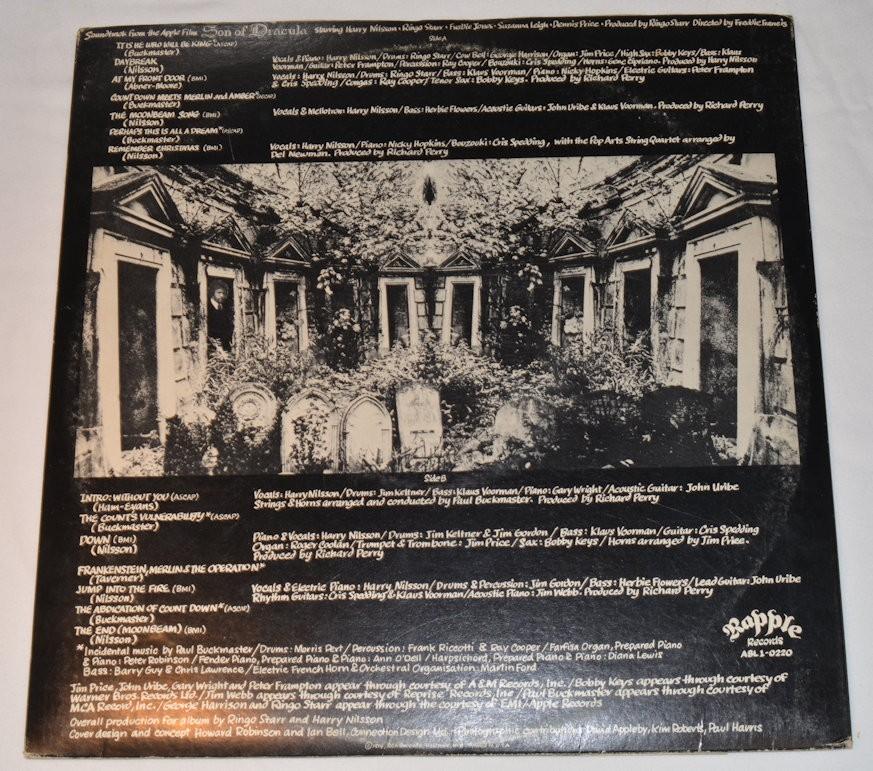 Soundtrack from the Apple Film Son of Dracula Starring Harry Nilsson • Ringo Starr • Freddie Jones • Suzanna Leigh • Dennis Price • Produced by Ringo Starr Directed by Freddie Francis
Side A
IT IS HE WHO WILL BE KING* (ASCAP)
(Buckmaster)
DAYBREAK
(Nilsson)
Vocals & Piano: Harry Nilsson/Drums: Ringo Starr/Cow Bell: George Harrison/Organ: Jim Price/High Sax: Bobby Keys/Bass: Klaus
Voorman/Guitar: Peter Frampton/Percussion: Ray Cooper/Bouzouki: Cris Spedding/Horns: Gene Cipriano. Produced by Harry Nilsson
AT MY FRONT DOOR (BMI)
(Abner-Moore)
Vocals: Harry Nilsson/Drums: Ringo Starr/Bass: Klaus Voorman/Piano: Nicky Hopkins/Electric Guitars: Peter Frampton
& Cris Spedding/Congas: Ray Cooper/Tenor Sax: Bobby Keys. Produced by Richard Perry
COUNT DOWN MEETS MERLIN AND AMBER* (ASCAP)
(Buckmaster)
THE MOONBEAM SONG (BMI)
(Nilsson)
Vocals & Mellotron: Harry Nilsson/Bass: Herbie Flowers/Acoustic Guitars: John Uribe & Klaus Voorman. Produced by Richard Perry
PERHAPS THIS IS ALL A DREAM* (ASCAP)
(Buckmaster)
REMEMBER CHRISTMAS (BMI)
(Nilsson)
Vocals: Harry Nilsson/Piano: Nicky Hopkins/Bouzouki: Cris Spedding, with the Pop Arts String Quartet arranged by
Del Newman. Produced by Richard Perry
Side B
INTRO: WITHOUT YOU (ASCAP)
(Ham-Evans)
Vocals: Harry Nilsson/Drums: Jim Keltner/Bass: Klaus Voorman/Piano: Gary Wright/Acoustic Guitar: John Uribe
Strings & Horns arranged and conducted by Paul Buckmaster. Produced by Richard Perry
THE COUNT'S VULNERABILITY* (ASCAP)
(Buckmaster)
DOWN (BMI)
(Nilsson)
Piano & Vocals: Harry Nilsson/Drums: Jim Keltner & Jim Gordon/Bass: Klaus Voorman/Guitar: Cris Spedding
Organ: Roger Coolan/Trumpet & Trombone: Jim Price/Sax: Bobby Keys/Horns arranged by Jim Price.
Produced by Richard Perry
FRANKENSTEIN, MERLIN & THE OPERATION*
(Taverner)
JUMP INTO THE FIRE (BMI)
(Nilsson)
Vocals & Electric Piano: Harry Nilsson/Drums & Percussion: Jim Gordon/Bass: Herbie Flowers/Lead Guitar: John Uribe
Rhythm Guitars: Cris Spedding & Klaus Voorman/Acoustic Piano: Jim Webb. Produced by Richard Perry
THE ABDICATION OF COUNT DOWN* (ASCAP)
(Buckmaster)
THE END (MOONBEAM) (BMI)
(Nilsson)
Rapple
Records
ABL1-0220
* Incidental music by Paul Buckmaster/Drums: Morris Pert/Percussion: Frank Riccotti & Ray Cooper/Farfisa Organ, Prepared Piano
& Piano: Peter Robinson/Fender Piano, Prepared Piano & Piano: Ann O'Dell/Harpsichord, Prepared Piano & Piano: Diana Lewis
Bass: Barry Guy & Chris Lawrence/Electric French Horn & Orchestral Organisation: Martin Ford
Jim Price, John Uribe, Gary Wright and Peter Frampton appear through courtesy of A&M Records, Inc./Bobby Keys appears through courtesy of
Warner Bros. Records Ltd./Jim Webb appears through courtesy of Reprise Records, Inc./Paul Buckmaster appears through courtesy of
MCA Record, Inc./George Harrison and Ringo Starr appear through the courtesy of EMI/Apple Records
Overall production for album by Ringo Starr and Harry Nilsson
Cover design and concept Howard Robinson and Ian Bell, Connection Design Ltd. • Photographic contributions David Appleby, Kim Roberts, Paul Harris